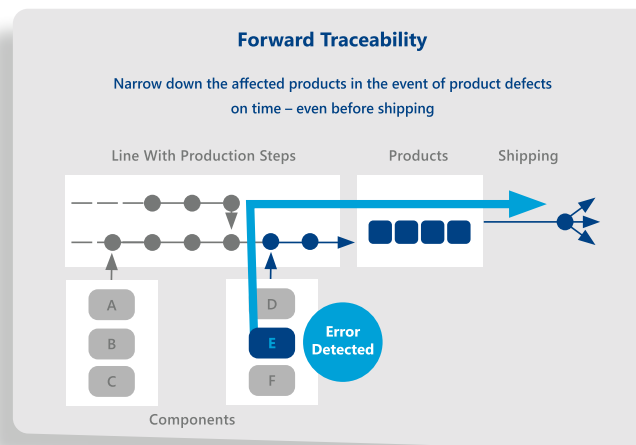 Forward Traceability
Narrow down the affected products in the event of product defects
on time – even before shipping
Line With Production Steps
Products
Shipping
A
B
C
D
E
F
Error
Detected
Components